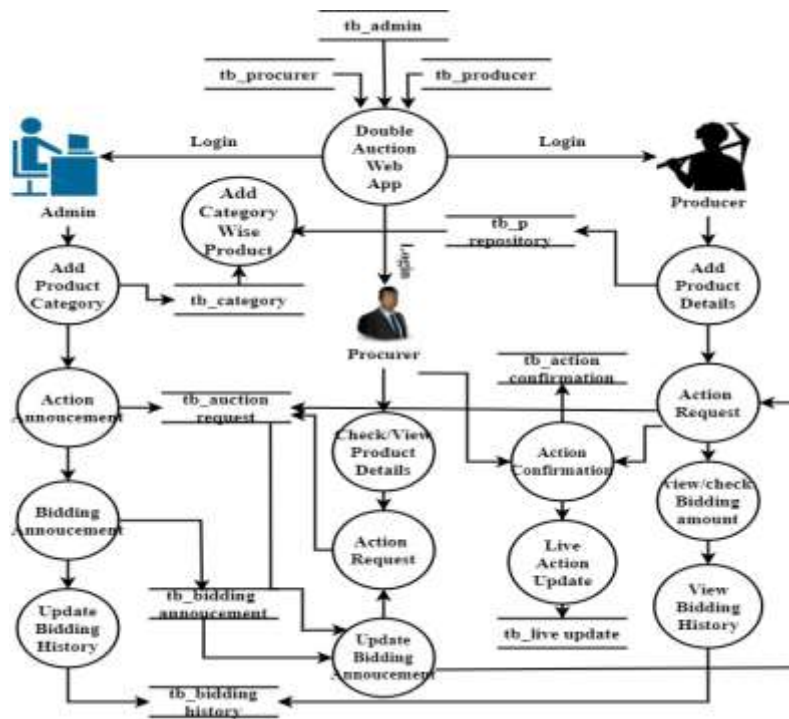 tb_admin
tb_procurer
tb_producer
Double
Auction
Web
App
Login
Login
Admin
Add
Category
Wise
Product
tb_p
repository
Producer
Login
Add
Product
Category
tb_category
Add
Product
Details
Procurer
tb_action
confirmation
Action
Annoucement
tb_auction
request
Action
Request
Check/View
Product
Details
Action
Confirmation
view/check
Bidding
amount
Bidding
Annoucement
Action
Request
Live
Action
Update
tb_bidding
annoucement
Update
Bidding
History
View
Bidding
History
Update
Bidding
Annoucement
tb_live update
tb_bidding
history